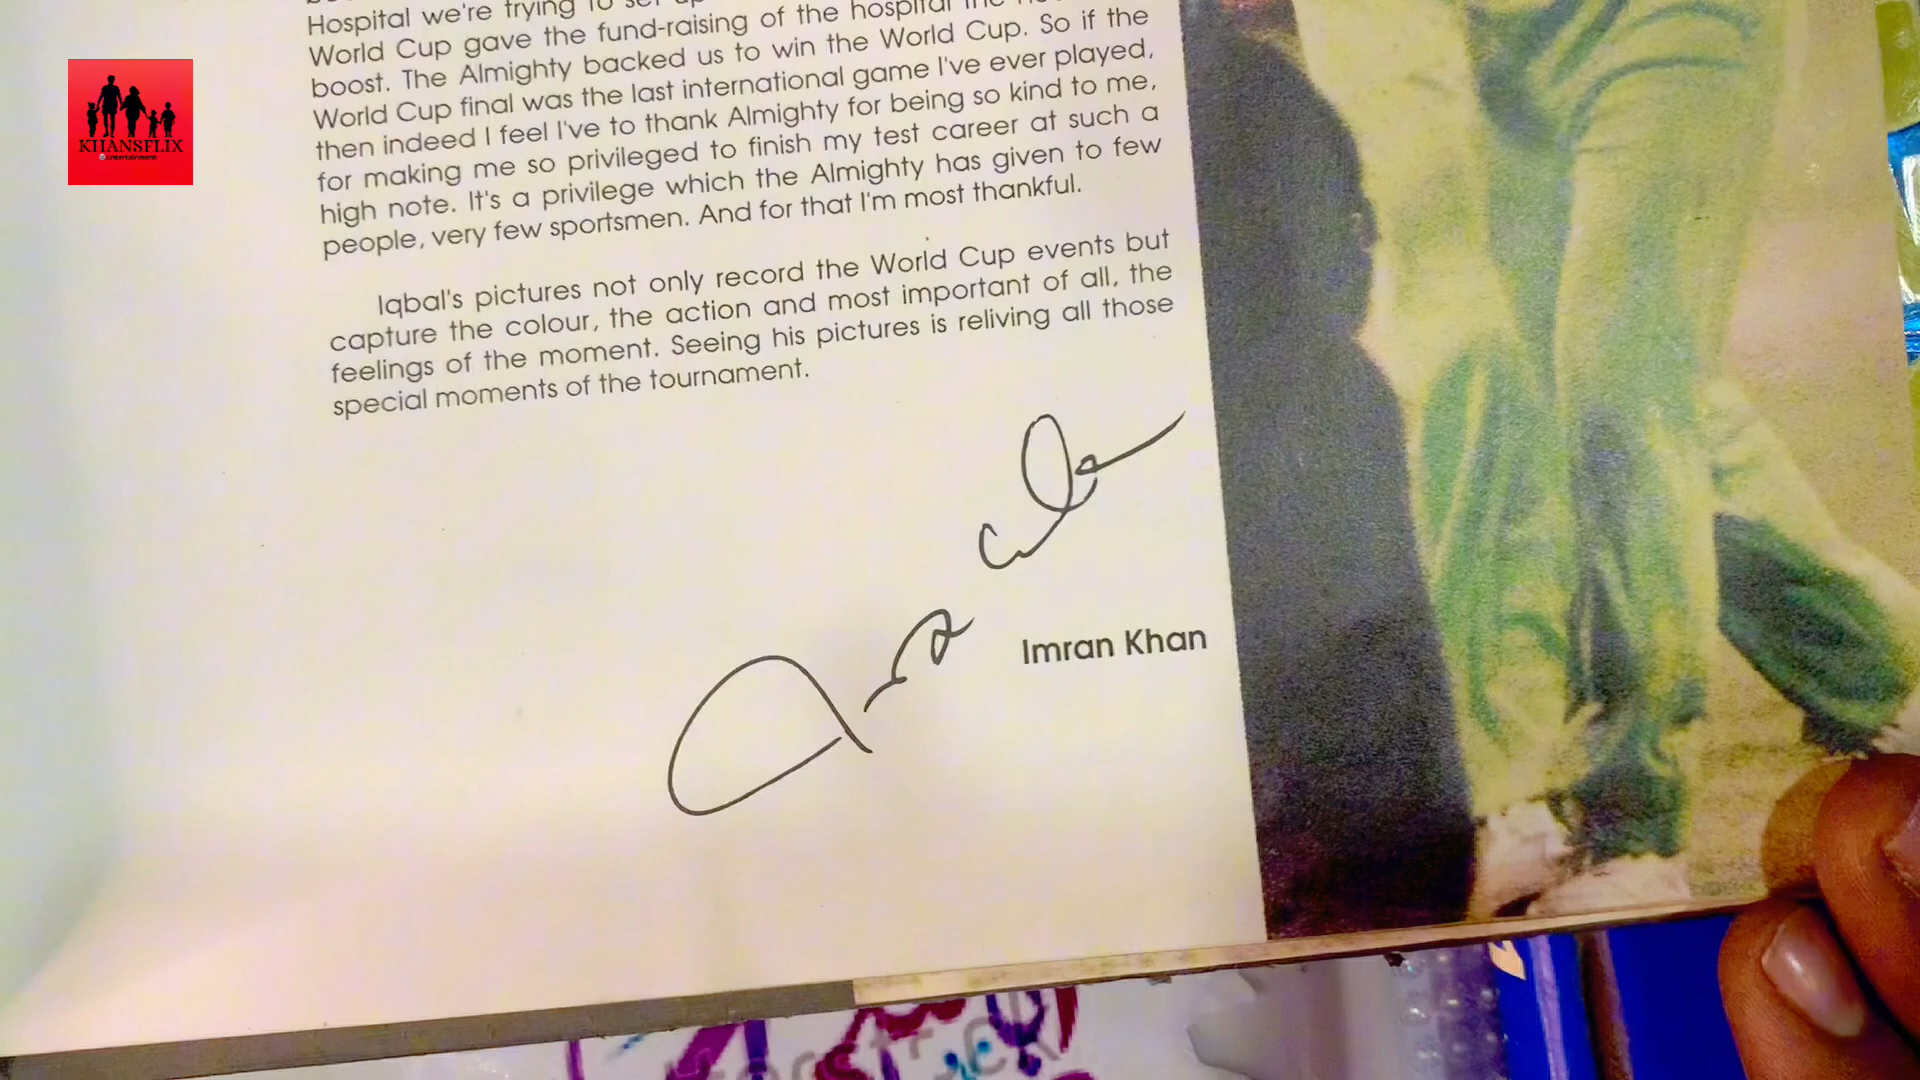 Hospital we're trying to set up
World Cup gave the fund-raising of the hospital the
boost. The Almighty backed us to win the World Cup. So if the
World Cup final was the last international game I've ever played,
then indeed I feel I've to thank Almighty for being so kind to me,
for making me so privileged to finish my test career at such a
high note. It's a privilege which the Almighty has given to few
people, very few sportsmen. And for that I'm most thankful.
Iqbal's pictures not only record the World Cup events but
capture the colour, the action and most important of all, the
feelings of the moment. Seeing his pictures is reliving all those
special moments of the tournament.
Imran Khan
KHANSFLIX
Entertainment